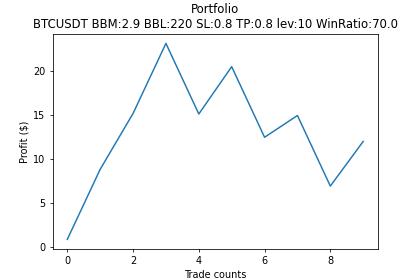 Portfolio
BTCUSDT BBM:2.9 BBL:220 SL:0.8 TP:0.8 lev:10 WinRatio:70.0
Profit ($)
20
15
10
5
0
0 2 4 6 8
Trade counts